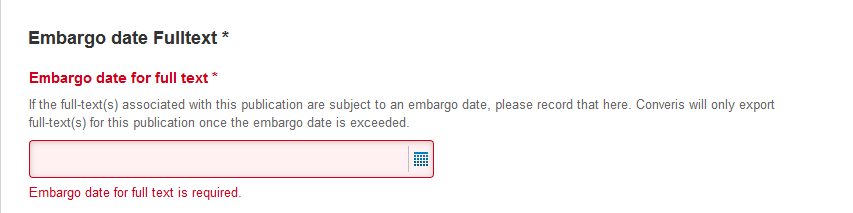 Embargo date Fulltext *
Embargo date for full text *
If the full-text(s) associated with this publication are subject to an embargo date, please record that here. Converis will only export
full-text(s) for this publication once the embargo date is exceeded.
Embargo date for full text is required.